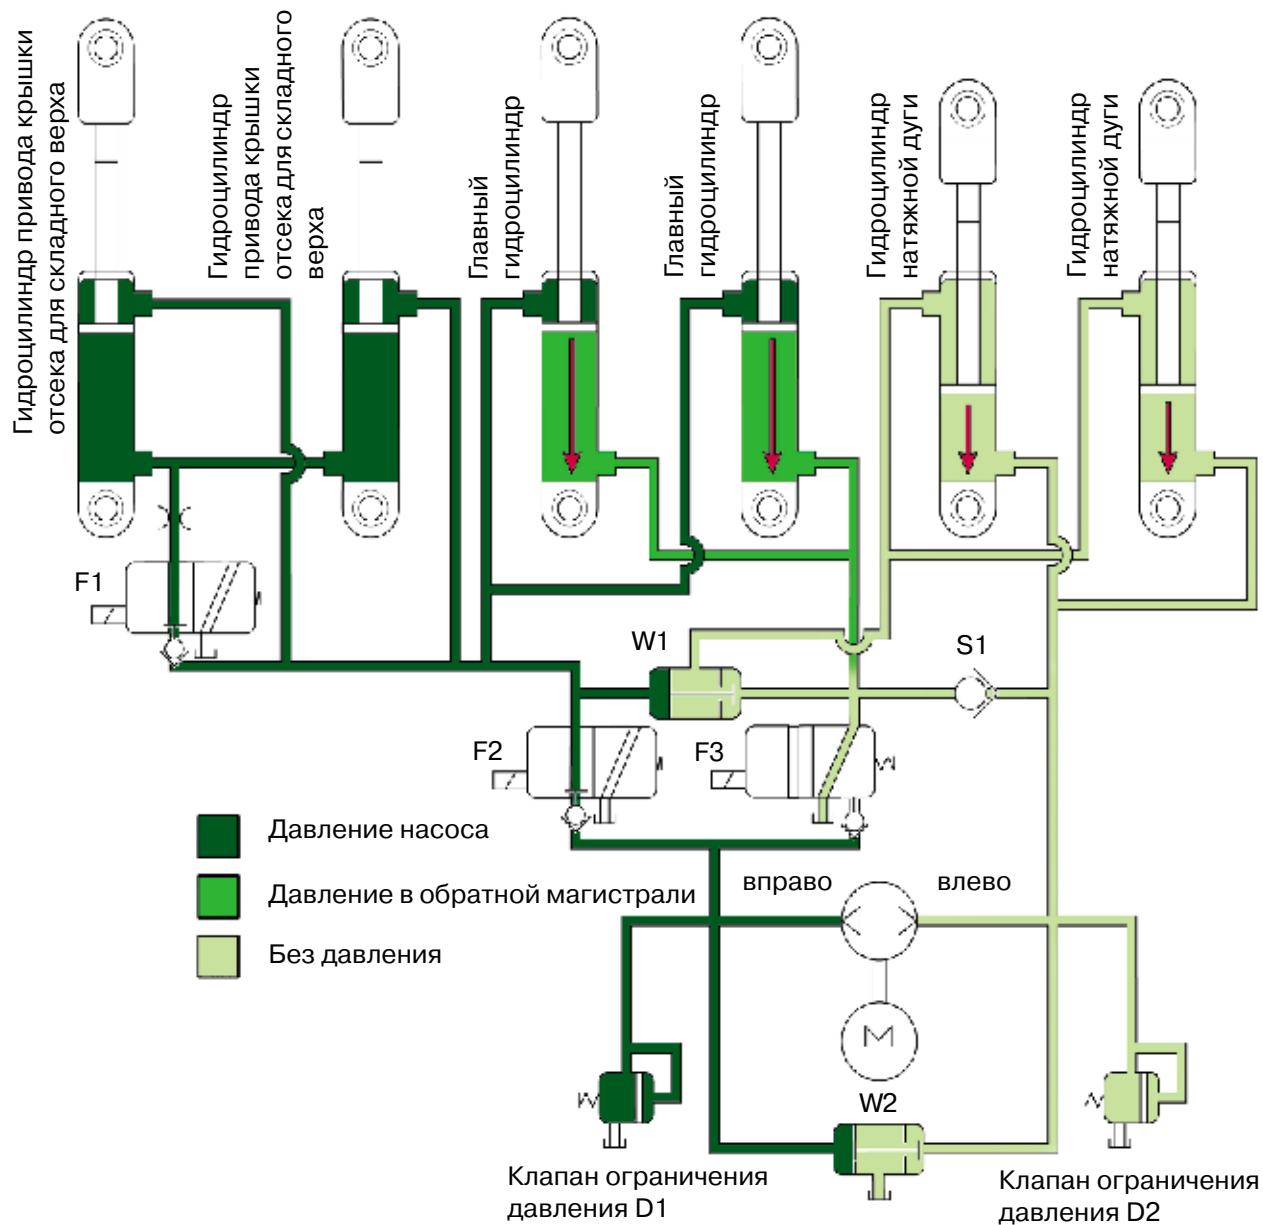 Гидроцилиндр привода крышки
отсека для складного верха
Гидроцилиндр
привода крышки
отсека для складного
верха
Главный
гидроцилиндр
Главный
гидроцилиндр
Гидроцилиндр
натяжной дуги
Гидроцилиндр
натяжной дуги
F1
W1
S1
F2
F3
Давление насоса
Давление в обратной магистрали
Без давления
вправо
влево
M
W2
Клапан ограничения
давления D1
Клапан ограничения
давления D2